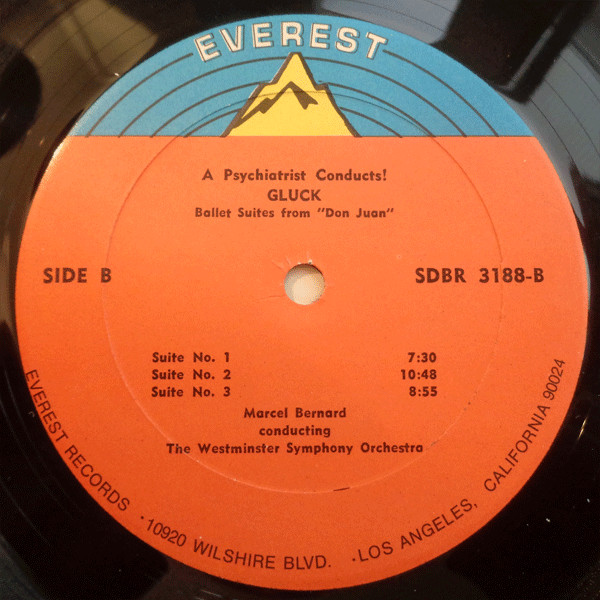 EVEREST
A Psychiatrist Conducts!
GLUCK
Ballet Suites from "Don Juan"
SIDE B
SDBR 3188-B
Suite No. 1 7:30
Suite No. 2 10:48
Suite No. 3 8:55
Marcel Bernard
conducting
The Westminster Symphony Orchestra
EVEREST RECORDS · 10920 WILSHIRE BLVD. · LOS ANGELES, CALIFORNIA 90024